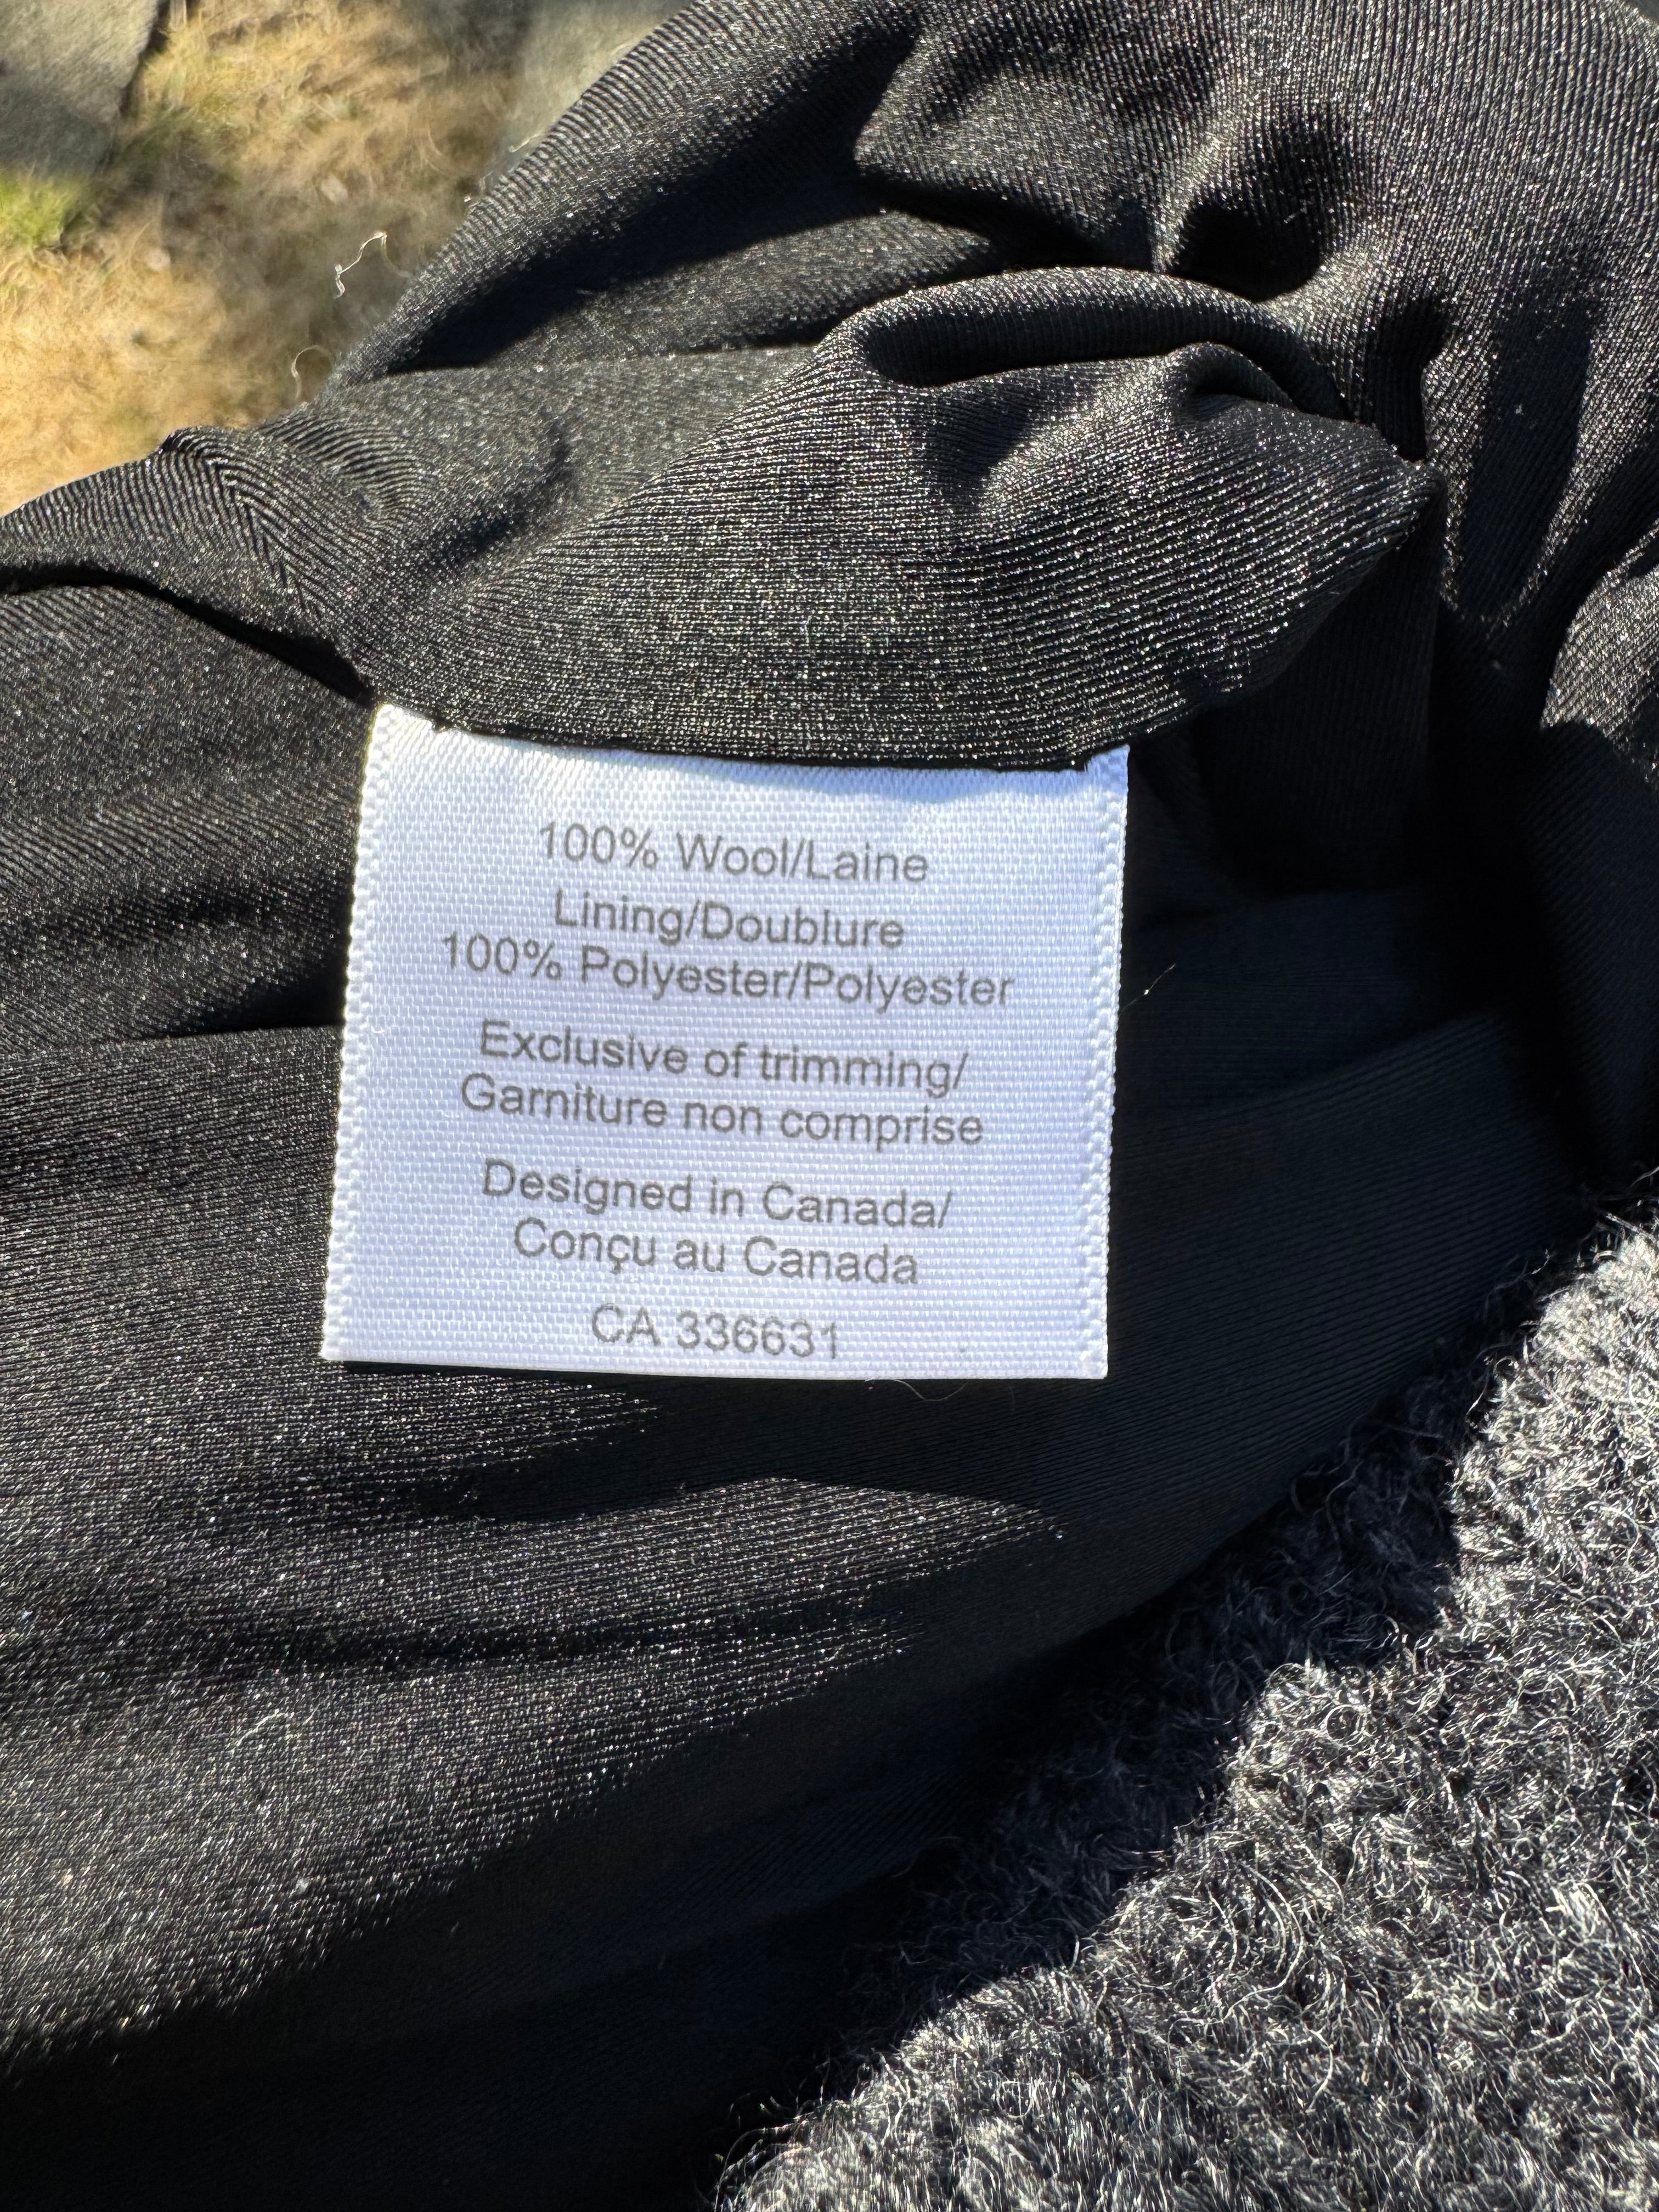 100% Wool/Laine
Lining/Doublure
100% Polyester/Polyester
Exclusive of trimming/
Garniture non comprise
Designed in Canada/
Conçu au Canada
CA 336631